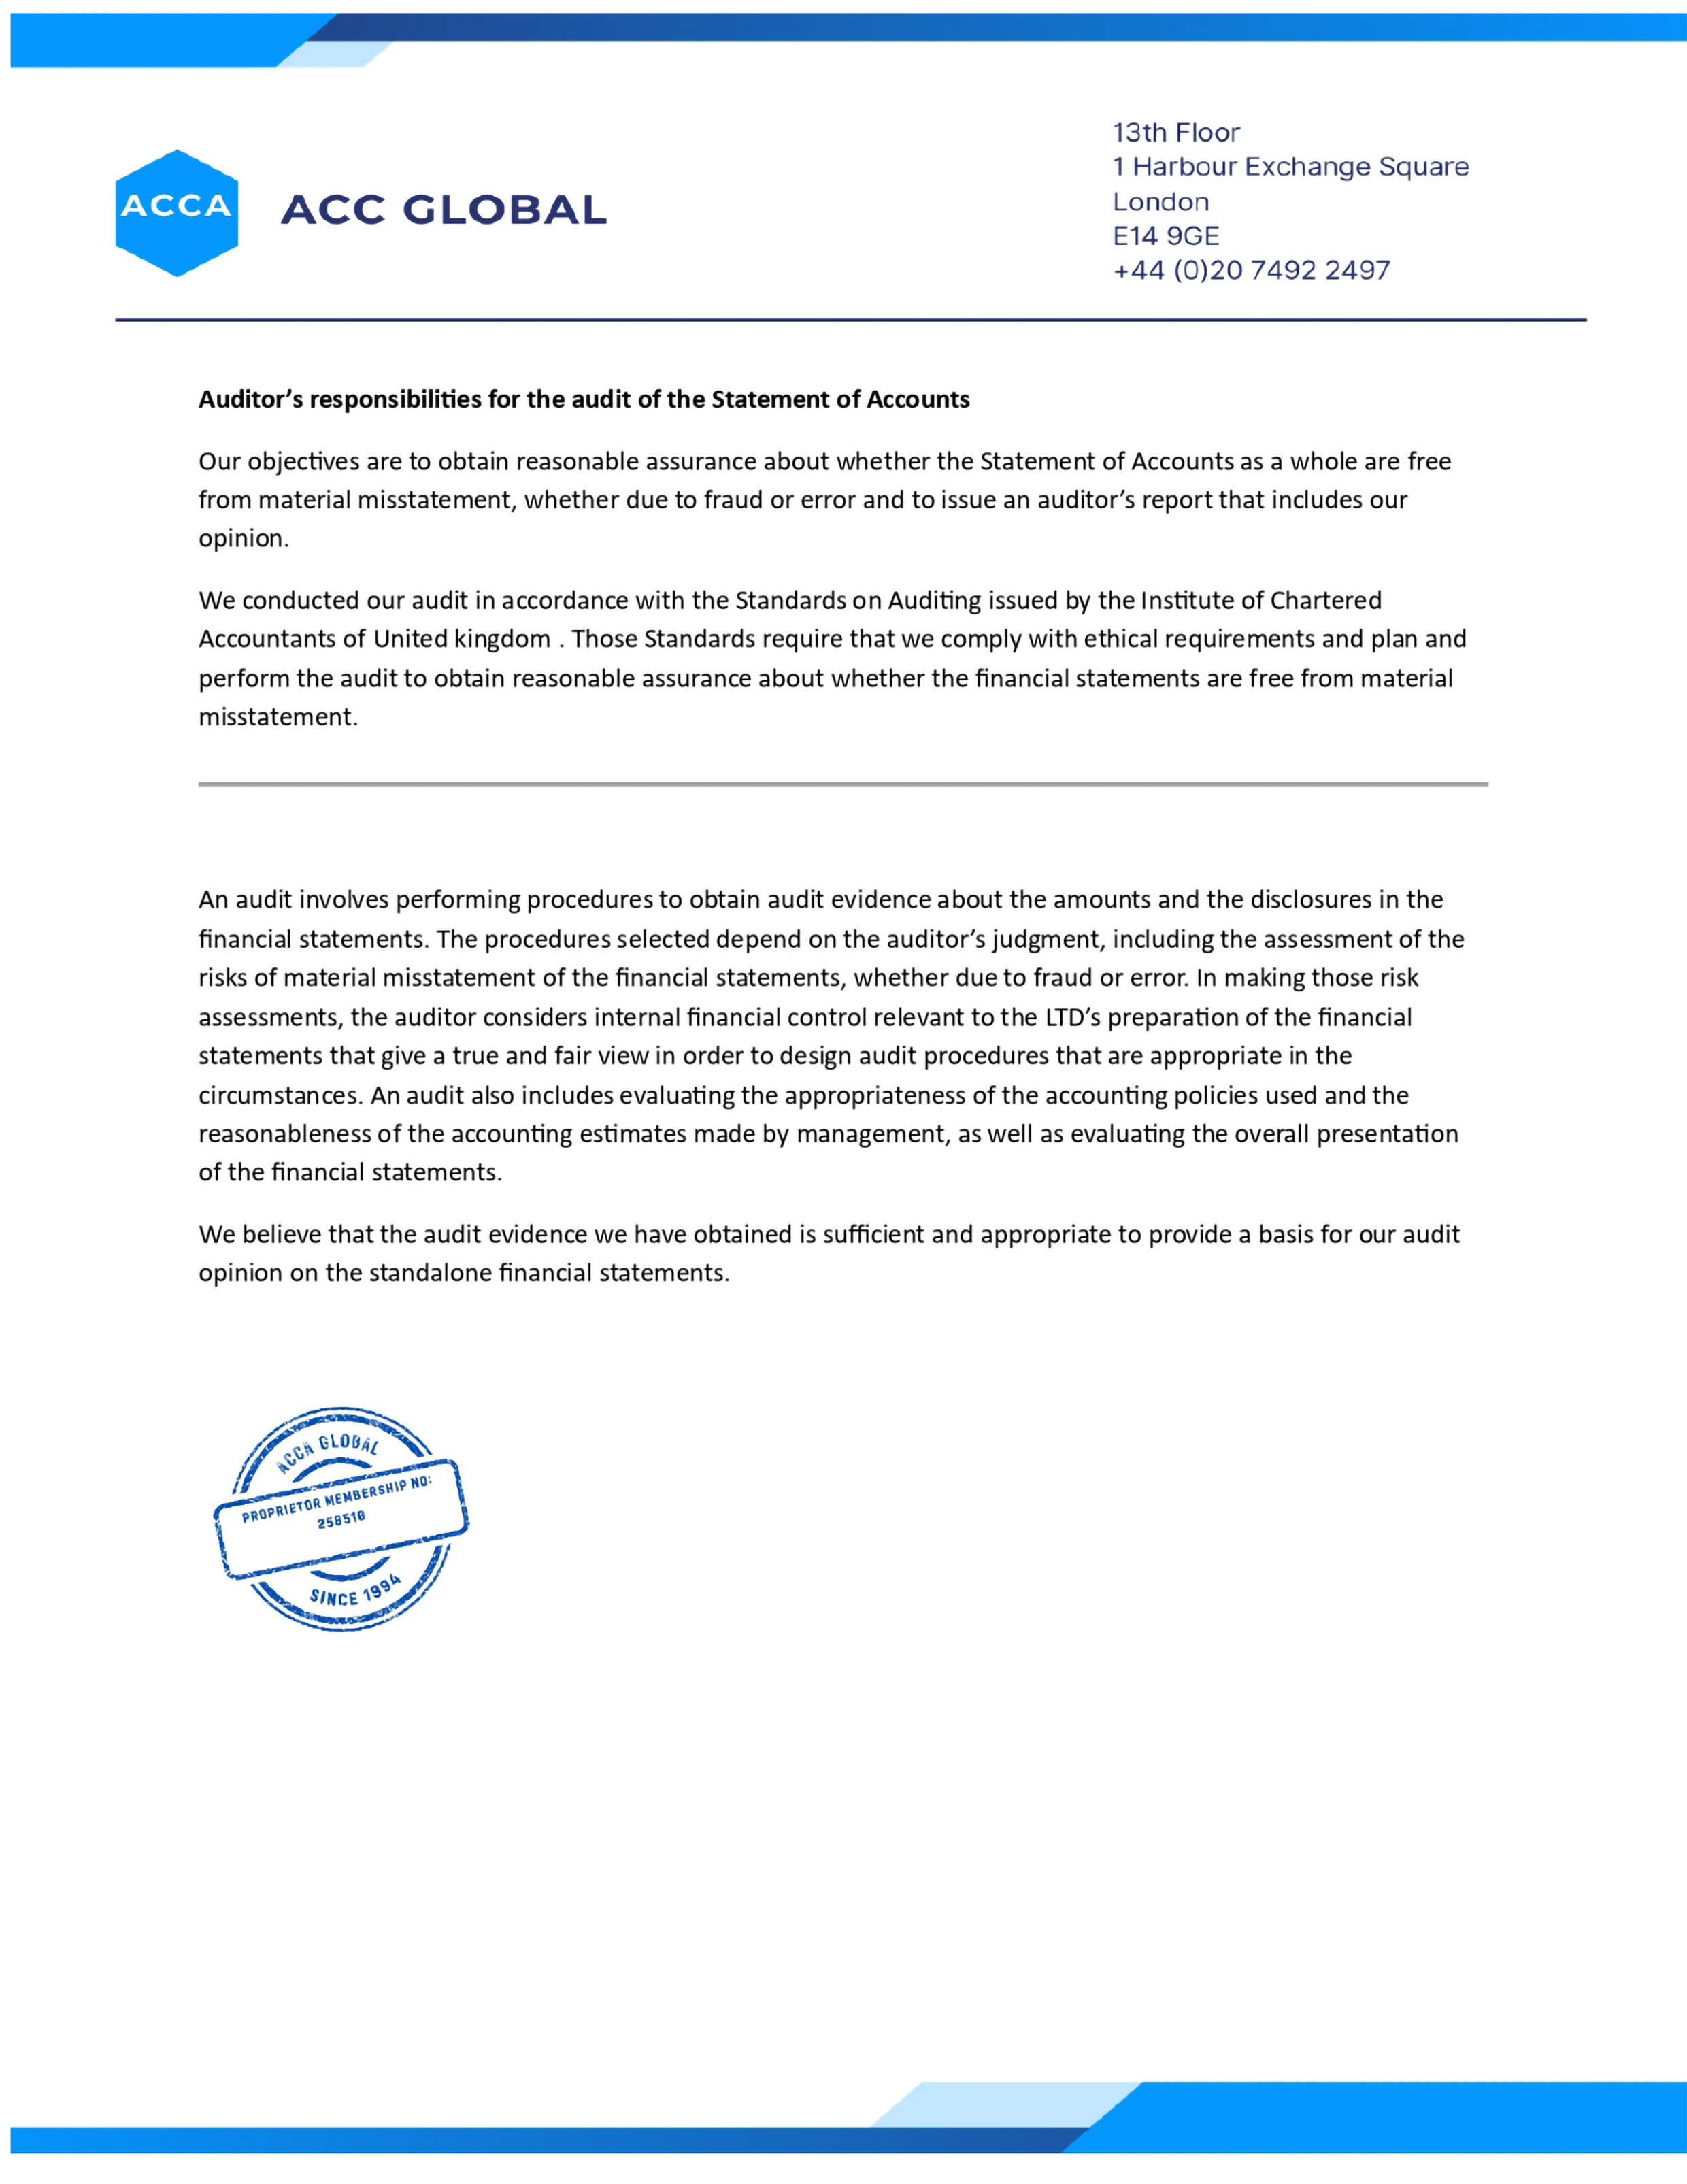 ACCA
ACC GLOBAL
13th Floor
1 Harbour Exchange Square
London
E14 9GE
+44 (0)20 7492 2497
Auditor’s responsibilities for the audit of the Statement of Accounts
Our objectives are to obtain reasonable assurance about whether the Statement of Accounts as a whole are free
from material misstatement, whether due to fraud or error and to issue an auditor’s report that includes our
opinion.
We conducted our audit in accordance with the Standards on Auditing issued by the Institute of Chartered
Accountants of United kingdom . Those Standards require that we comply with ethical requirements and plan and
perform the audit to obtain reasonable assurance about whether the financial statements are free from material
misstatement.
An audit involves performing procedures to obtain audit evidence about the amounts and the disclosures in the
financial statements. The procedures selected depend on the auditor’s judgment, including the assessment of the
risks of material misstatement of the financial statements, whether due to fraud or error. In making those risk
assessments, the auditor considers internal financial control relevant to the LTD’s preparation of the financial
statements that give a true and fair view in order to design audit procedures that are appropriate in the
circumstances. An audit also includes evaluating the appropriateness of the accounting policies used and the
reasonableness of the accounting estimates made by management, as well as evaluating the overall presentation
of the financial statements.
We believe that the audit evidence we have obtained is sufficient and appropriate to provide a basis for our audit
opinion on the standalone financial statements.
ACCA GLOBAL
PROPRIETOR MEMBERSHIP NO:
258510
SINCE 1994